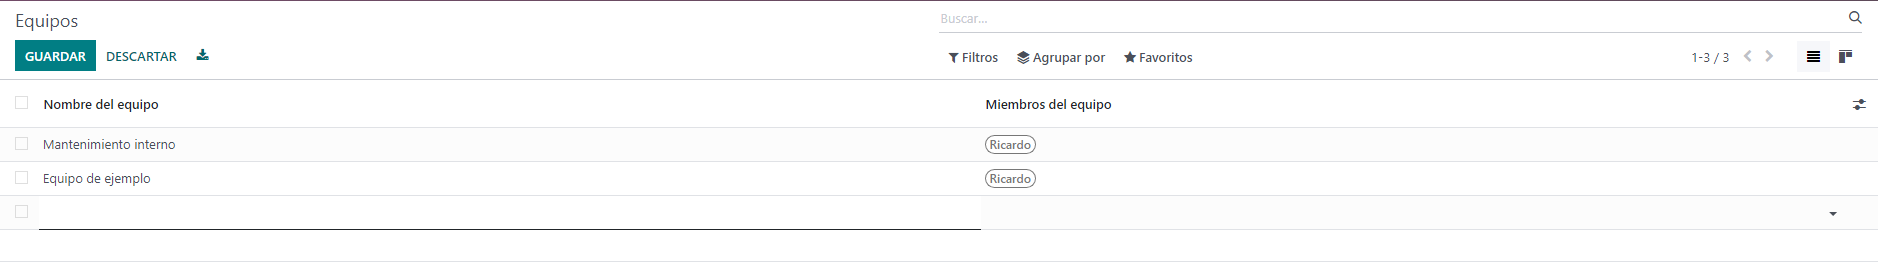 Equipos
Buscar...
GUARDAR DESCARTAR
Filtros Agrupar por Favoritos 1-3 / 3
Nombre del equipo Miembros del equipo
Mantenimiento interno Ricardo
Equipo de ejemplo Ricardo